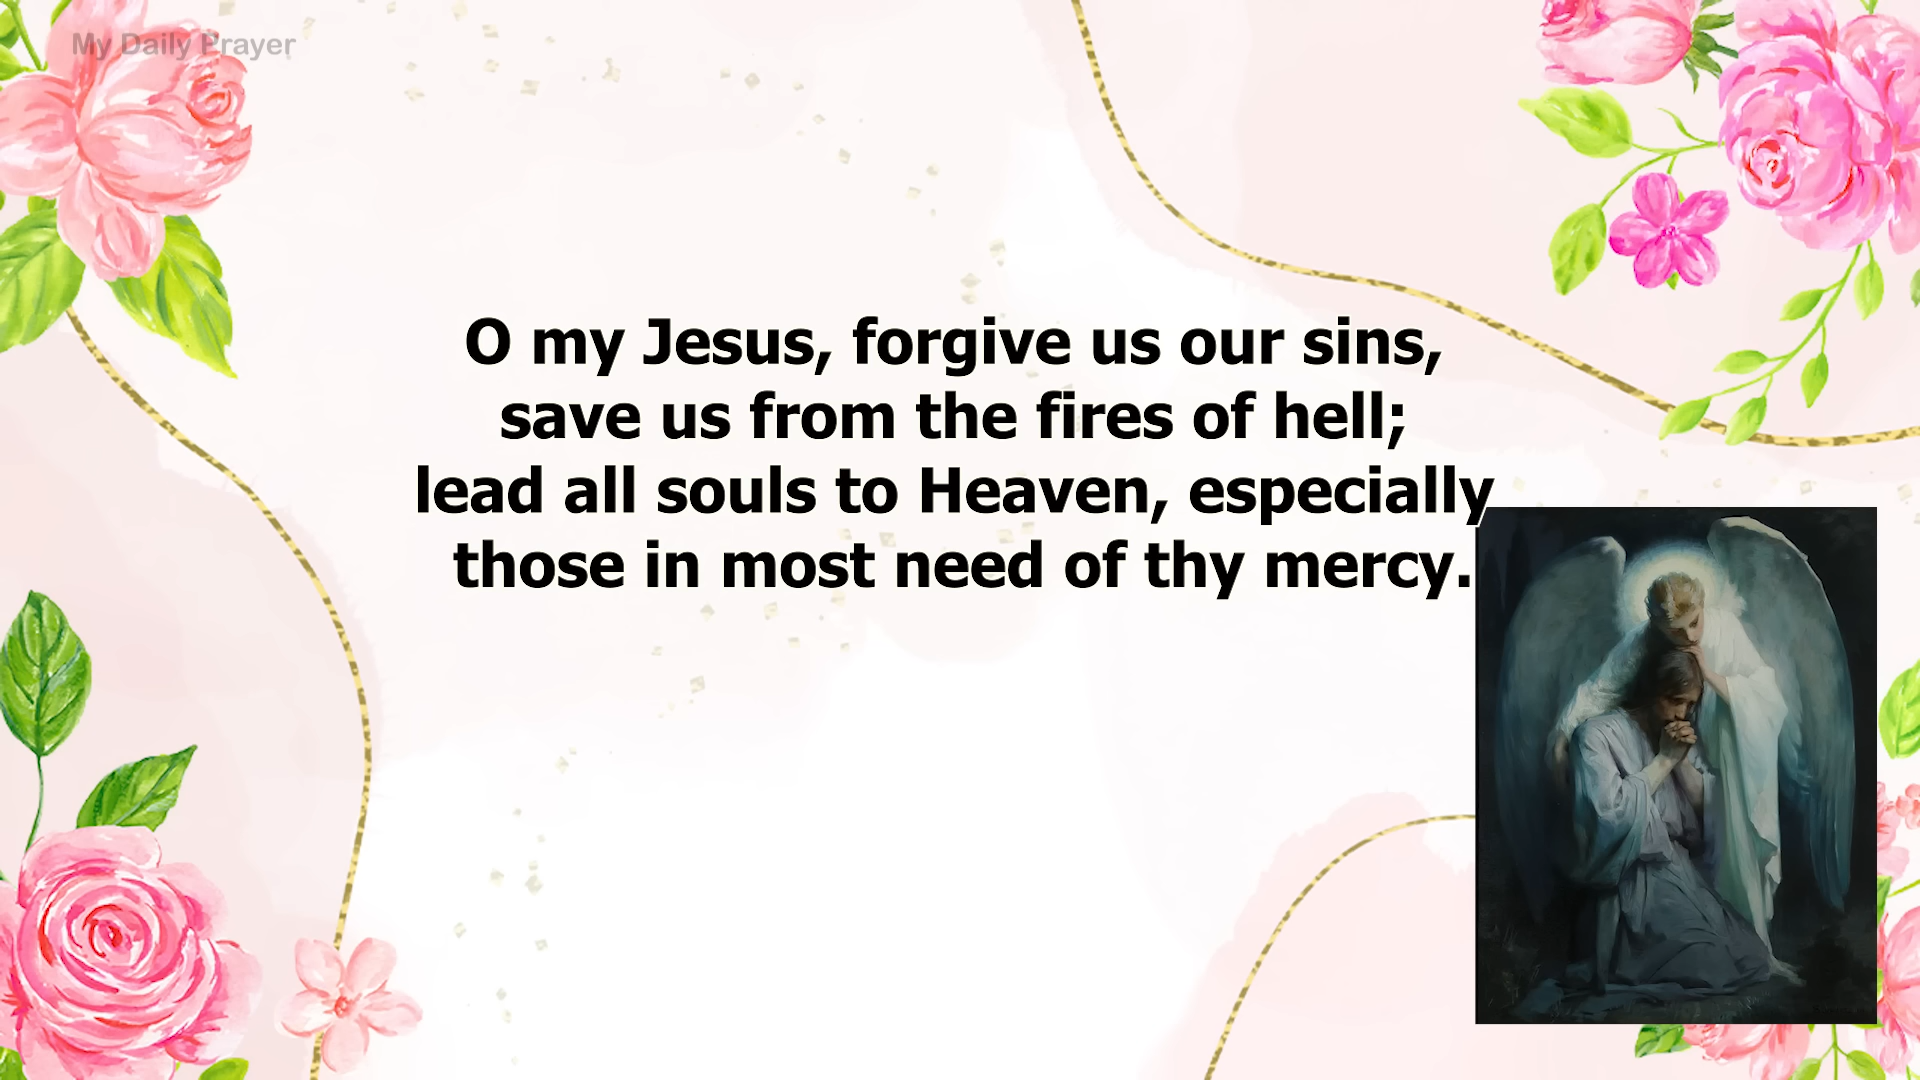 My Daily Prayer
O my Jesus, forgive us our sins,
save us from the fires of hell;
lead all souls to Heaven, especially
those in most need of thy mercy.